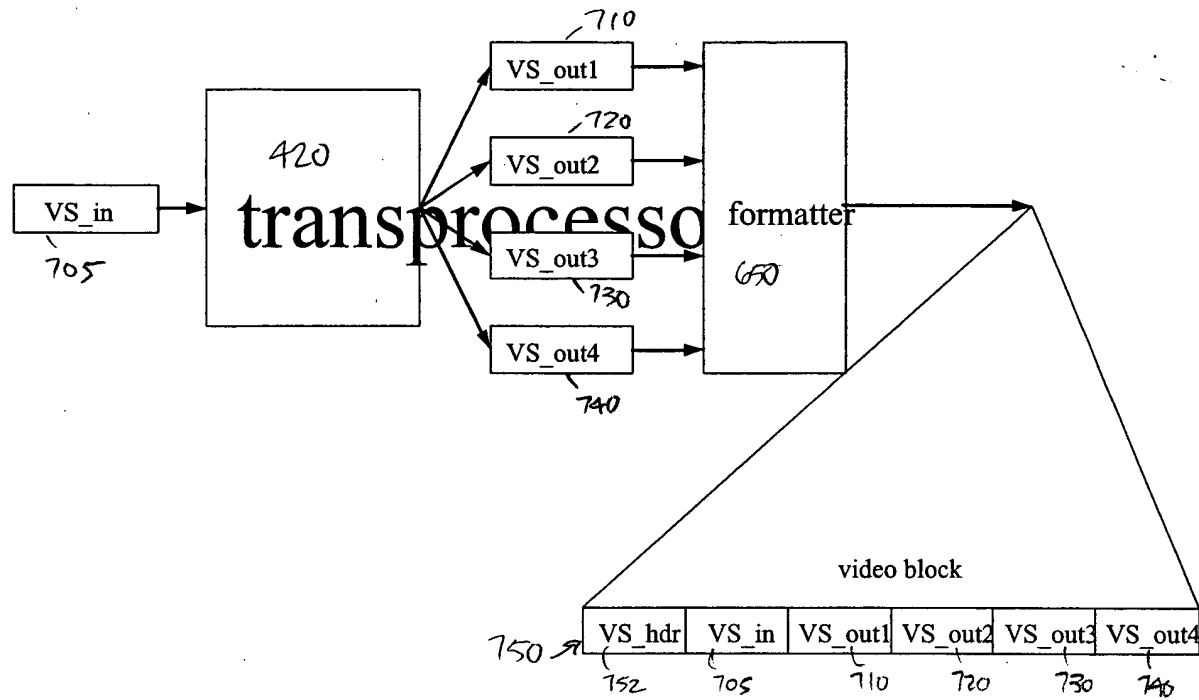 710
VS_out1
720
420
VS_out2
VS_in
transprocesso
formatter
705
VS_out3
650
730
VS_out4
740
video block
750
VS_hdr VS_in VS_out1 VS_out2 VS_out3 VS_out4
752 705 710 720 730 740